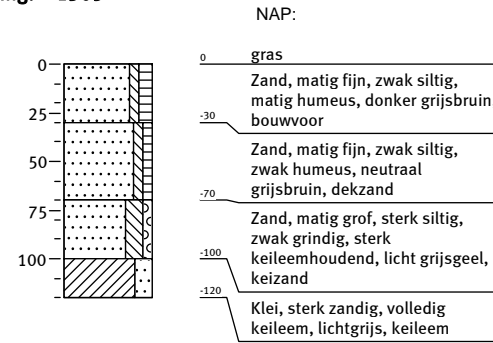 NAP:
0
gras
0
Zand, matig fijn, zwak siltig,
matig humeus, donker grijsbruin
bouwvoor
25
-30
Zand, matig fijn, zwak siltig,
zwak humeus, neutraal
grijsbruin, dekzand
50
-70
75
Zand, matig grof, sterk siltig,
zwak grindig, sterk
keileemhoudend, licht grijsgeel,
keizand
100
-100
-120
Klei, sterk zandig, volledig
keileem, lichtgrijs, keileem